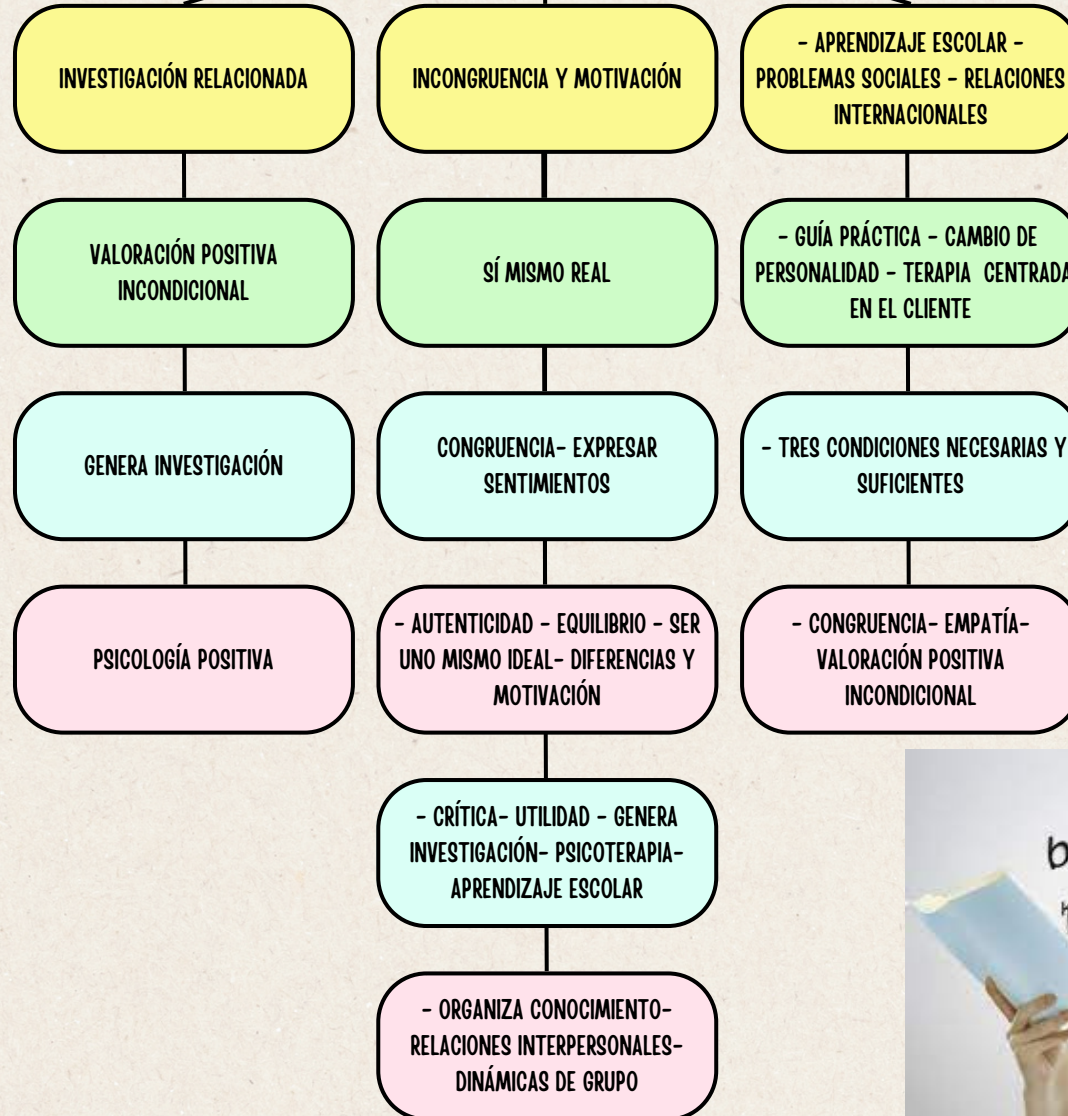 INVESTIGACIÓN RELACIONADA
INCONGRUENCIA Y MOTIVACIÓN
- APRENDIZAJE ESCOLAR -
PROBLEMAS SOCIALES - RELACIONES
INTERNACIONALES
VALORACIÓN POSITIVA
INCONDICIONAL
SÍ MISMO REAL
- GUÍA PRÁCTICA - CAMBIO DE
PERSONALIDAD - TERAPIA CENTRADA
EN EL CLIENTE
GENERA INVESTIGACIÓN
CONGRUENCIA- EXPRESAR
SENTIMIENTOS
- TRES CONDICIONES NECESARIAS Y
SUFICIENTES
PSICOLOGÍA POSITIVA
- AUTENTICIDAD - EQUILIBRIO - SER
UNO MISMO IDEAL- DIFERENCIAS Y
MOTIVACIÓN
- CONGRUENCIA- EMPATÍA-
VALORACIÓN POSITIVA
INCONDICIONAL
- CRÍTICA- UTILIDAD - GENERA
INVESTIGACIÓN- PSICOTERAPIA-
APRENDIZAJE ESCOLAR
- ORGANIZA CONOCIMIENTO-
RELACIONES INTERPERSONALES-
DINÁMICAS DE GRUPO